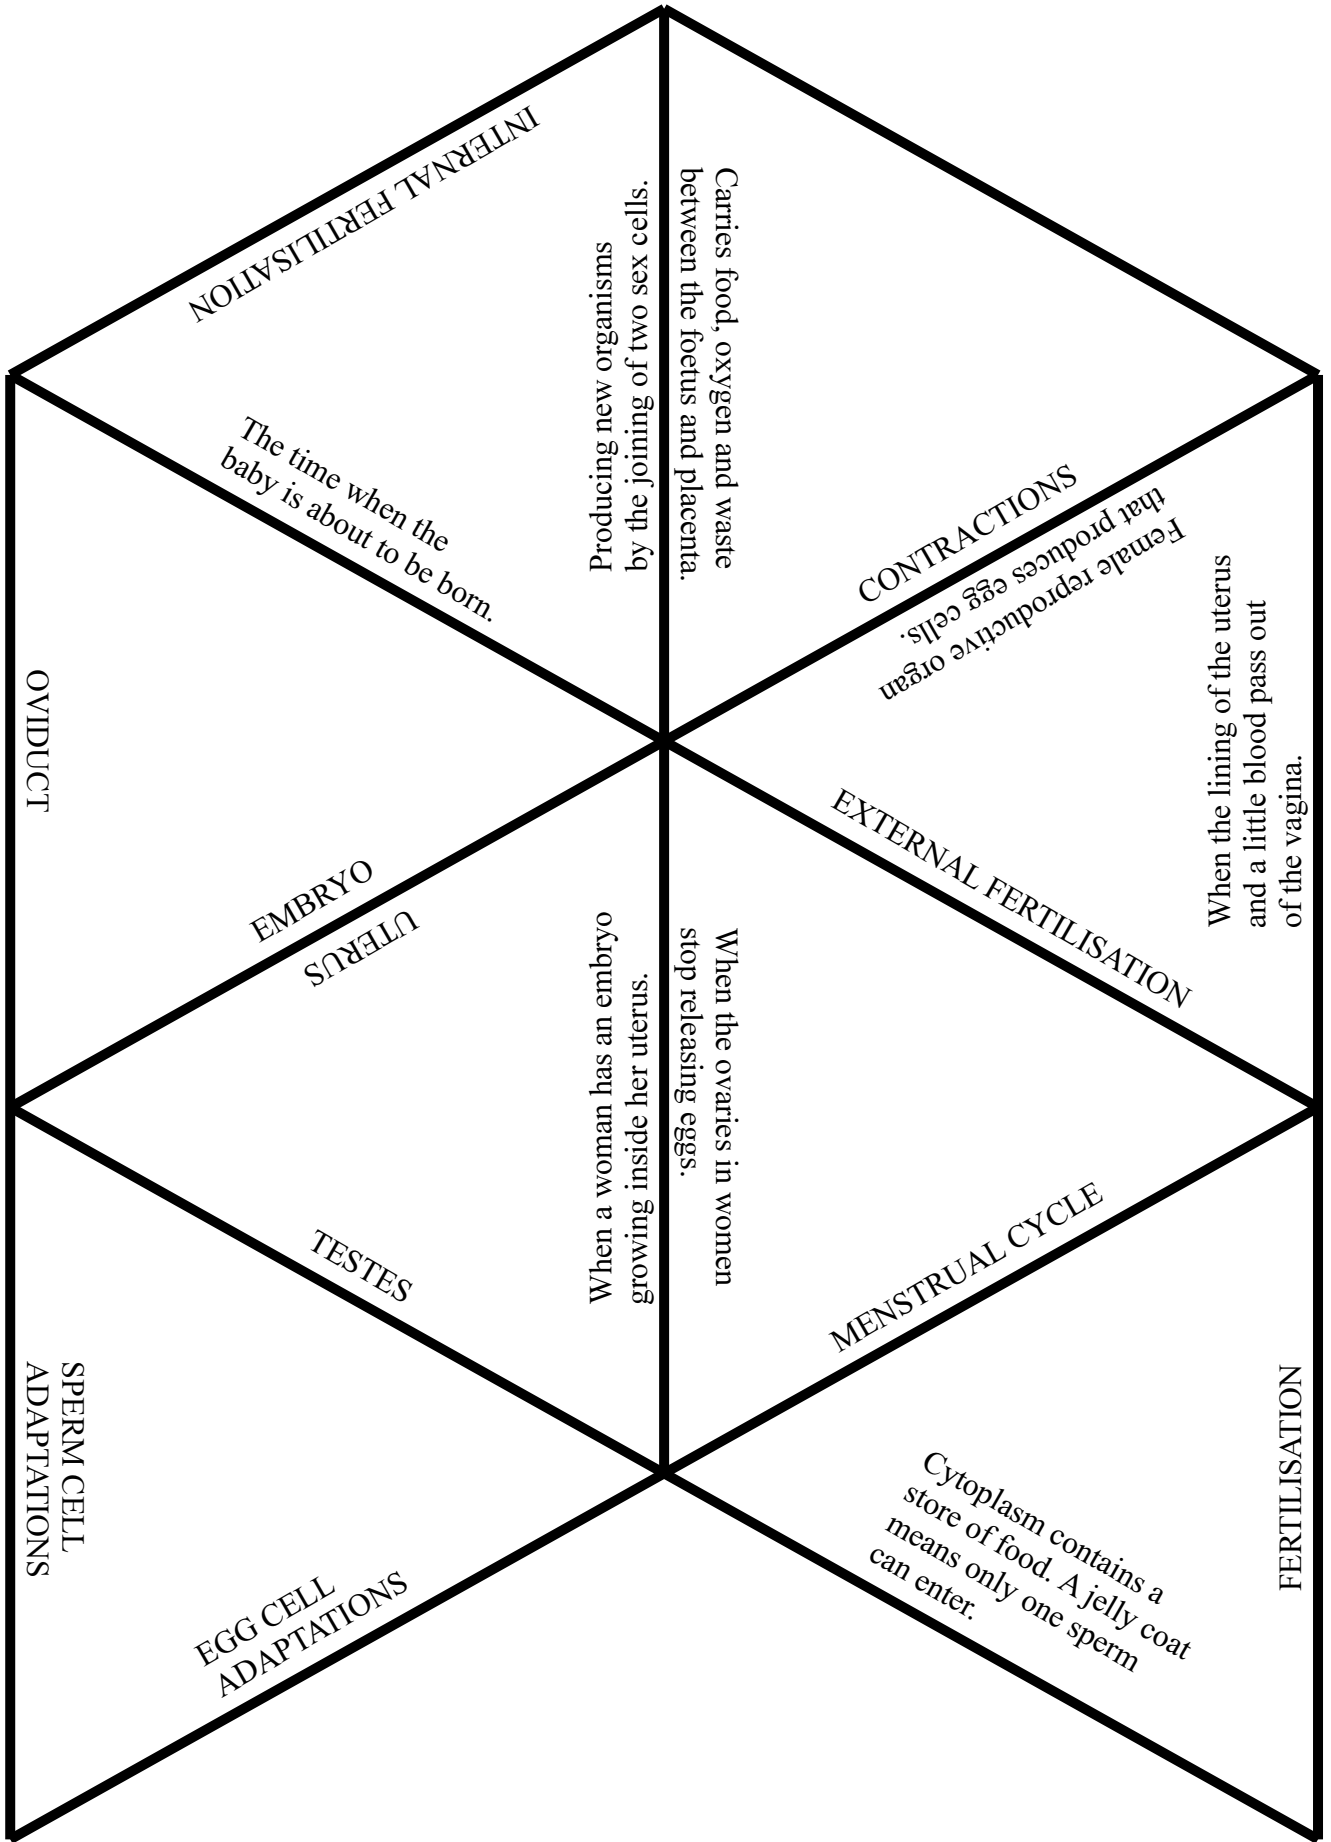 INTERNAL FERTILISATION
Producing new organisms
by the joining of two sex cells.
The time when the
baby is about to be born.
Carries food, oxygen and waste
between the foetus and placenta.
CONTRACTIONS
Female reproductive organ
that produces egg cells.
When the lining of the uterus
and a little blood pass out
of the vagina.
EXTERNAL FERTILISATION
OVIDUCT
EMBRYO
UTERUS
When a woman has an embryo
growing inside her uterus.
TESTES
When the ovaries in women
stop releasing eggs.
MENSTRUAL CYCLE
SPERM CELL
ADAPTATIONS
EGG CELL
ADAPTATIONS
FERTILISATION
Cytoplasm contains a
store of food. A jelly coat
means only one sperm
can enter.